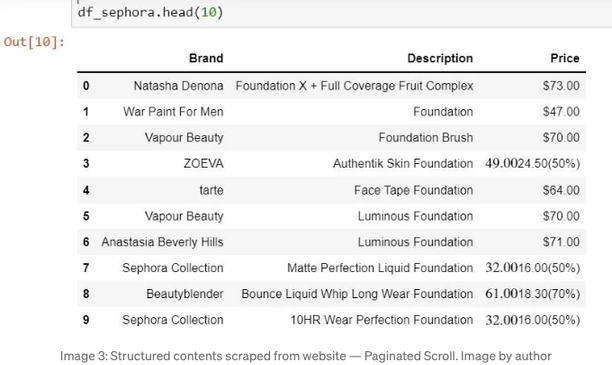 df_sephora.head(10)
Out[10]:
Brand Description Price
0 Natasha Denona Foundation X + Full Coverage Fruit Complex $73.00
1 War Paint For Men Foundation $47.00
2 Vapour Beauty Foundation Brush $70.00
3 ZOEVA Authentik Skin Foundation 49.0024.50(50%)
4 tarte Face Tape Foundation $64.00
5 Vapour Beauty Luminous Foundation $70.00
6 Anastasia Beverly Hills Luminous Foundation $71.00
7 Sephora Collection Matte Perfection Liquid Foundation 32.0016.00(50%)
8 Beautyblender Bounce Liquid Whip Long Wear Foundation 61.0018.30(70%)
9 Sephora Collection 10HR Wear Perfection Foundation 32.0016.00(50%)
Image 3: Structured contents scraped from website — Paginated Scroll. Image by author